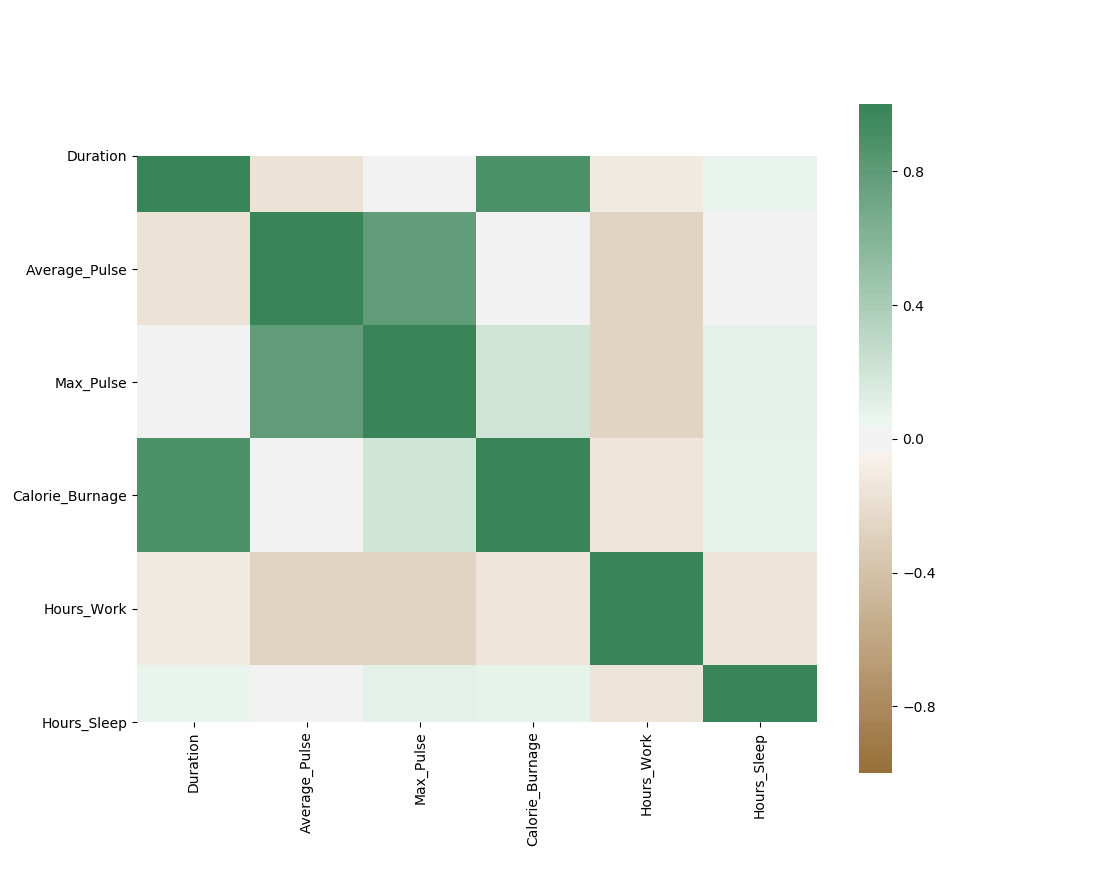 Duration
Average_Pulse
Max_Pulse
Calorie_Burnage
Hours_Work
Hours_Sleep
Duration
Average_Pulse
Max_Pulse
Calorie_Burnage
Hours_Work
Hours_Sleep
0.8
0.4
0.0
−0.4
−0.8